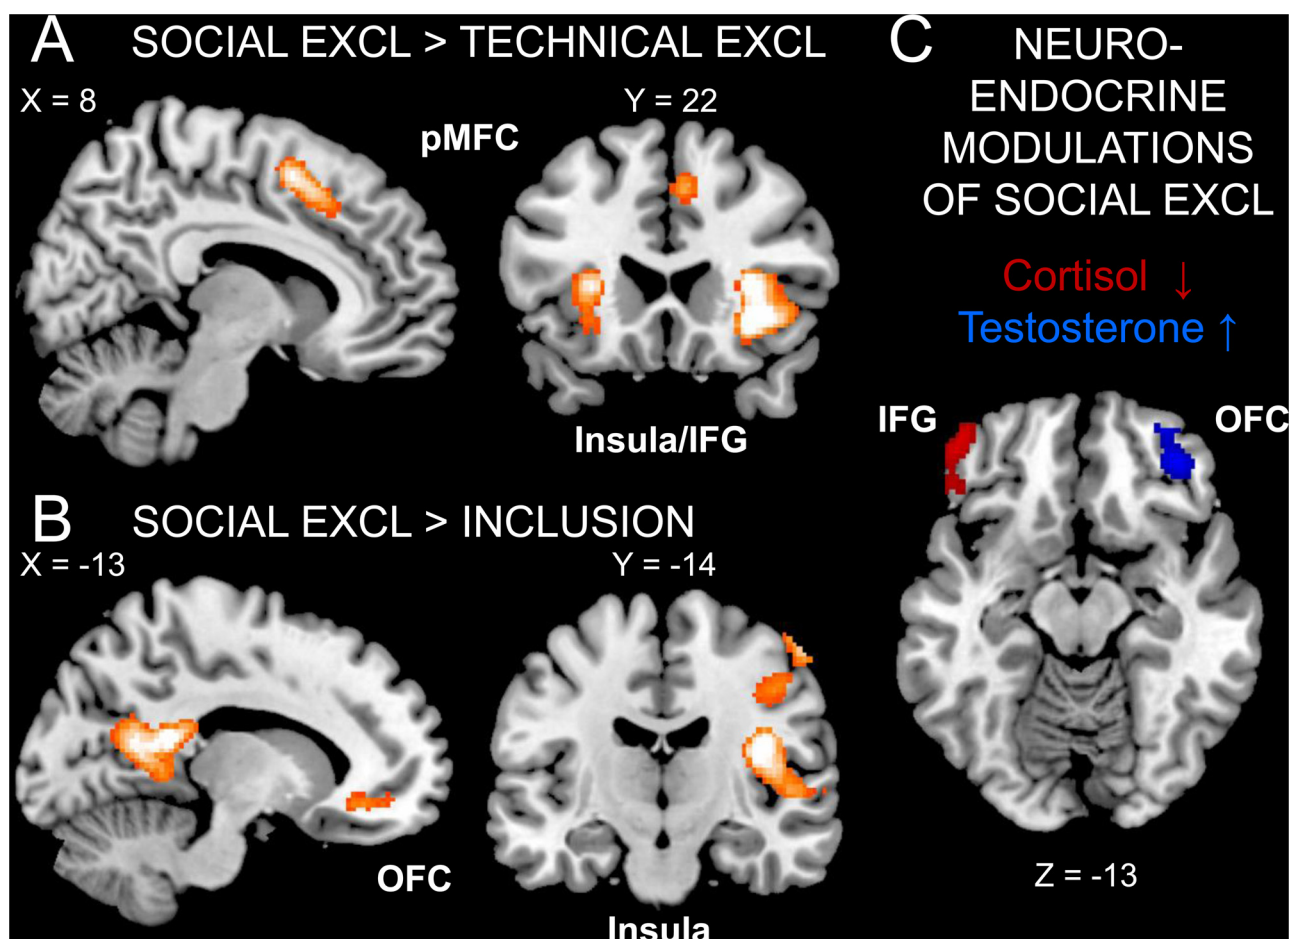 A SOCIAL EXCL > TECHNICAL EXCL
X = 8
Y = 22
pMFC
Insula/IFG
B SOCIAL EXCL > INCLUSION
X = -13
Y = -14
OFC
Insula
C NEURO-
ENDOCRINE
MODULATIONS
OF SOCIAL EXCL
Cortisol ↓
Testosterone ↑
IFG
OFC
Z = -13